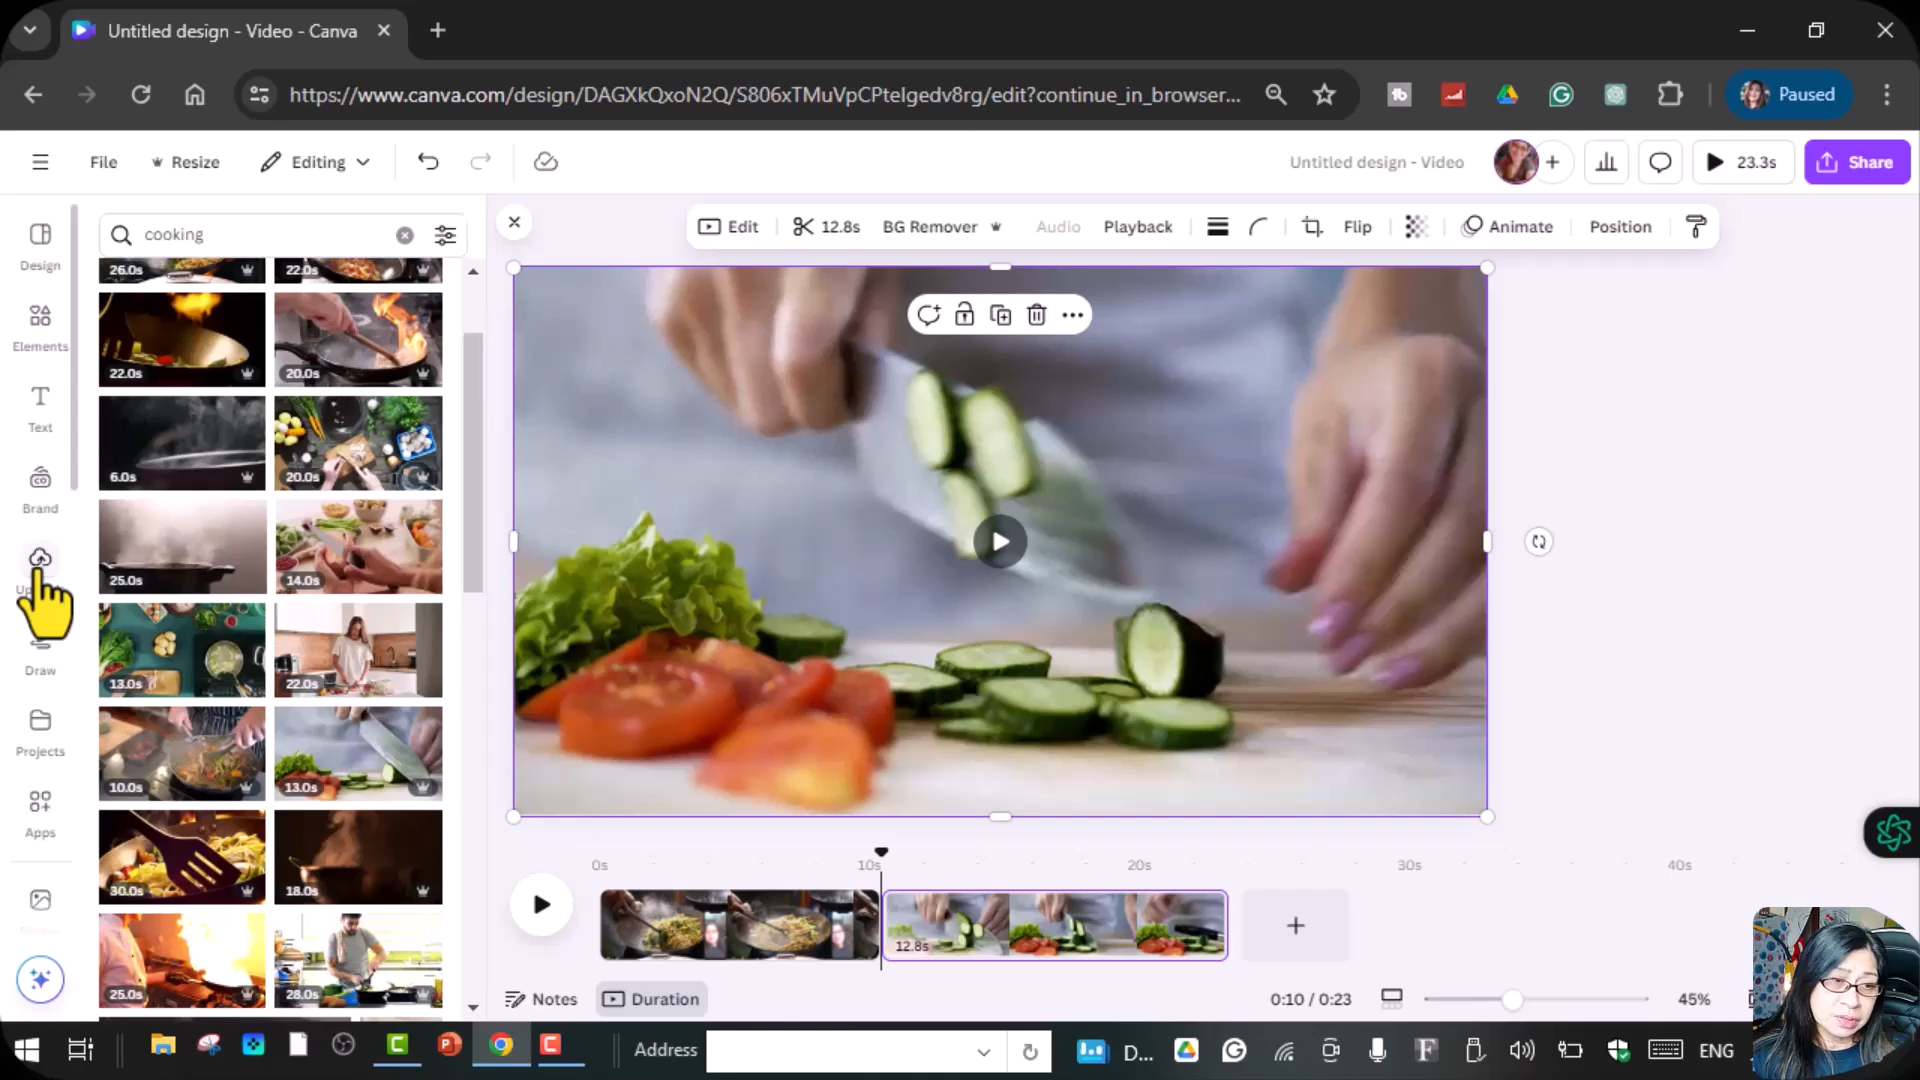 Untitled design - Video - Canva
https://www.canva.com/design/DAGXkQxoN2Q/S806xTMuVpCPteIgedv8rg/edit?continue_in_browser...
Paused
File
Resize
Editing
Untitled design - Video
23.3s
Share
Design
Elements
Text
Brand
Draw
Projects
Apps
cooking
26.0s
22.0s
22.0s
20.0s
6.0s
20.0s
25.0s
14.0s
13.0s
22.0s
10.0s
13.0s
30.0s
18.0s
25.0s
28.0s
Edit
12.8s
BG Remover
Audio
Playback
Flip
Animate
Position
0s
10s
20s
30s
40s
12.8s
Notes
Duration
0:10 / 0:23
45%
Address
D...
ENG